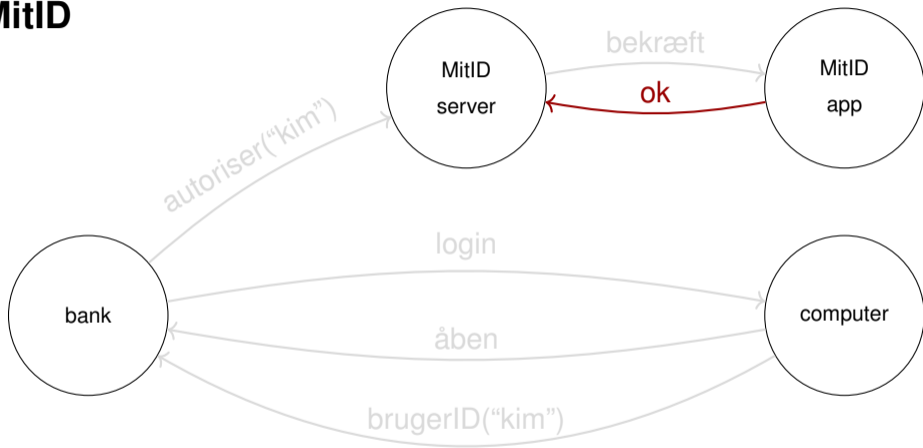 MitID
bekræft
MitID
server
MitID
app
ok
autoriser(“kim”)
login
bank
computer
åben
brugerID(“kim”)